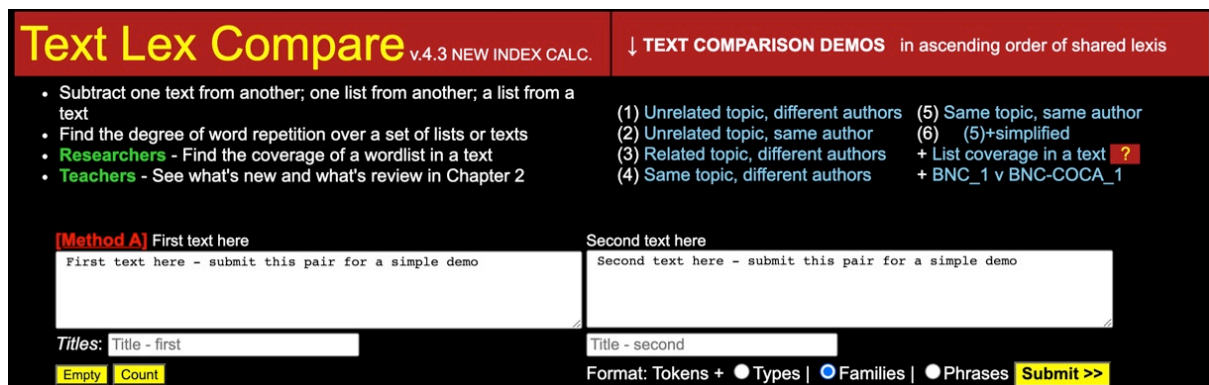 Text Lex Compare v.4.3 NEW INDEX CALC.
↓ TEXT COMPARISON DEMOS in ascending order of shared lexis
• Subtract one text from another; one list from another; a list from a
text
• Find the degree of word repetition over a set of lists or texts
• Researchers - Find the coverage of a wordlist in a text
• Teachers - See what's new and what's review in Chapter 2
(1) Unrelated topic, different authors
(2) Unrelated topic, same author
(3) Related topic, different authors
(4) Same topic, different authors
(5) Same topic, same author
(6) (5)+simplified
+ List coverage in a text ?
+ BNC_1 v BNC-COCA_1
[Method A] First text here
First text here - submit this pair for a simple demo
Titles: Title - first
Empty Count
Second text here
Second text here - submit this pair for a simple demo
Title - second
Format: Tokens + Types | Families | Phrases Submit >>